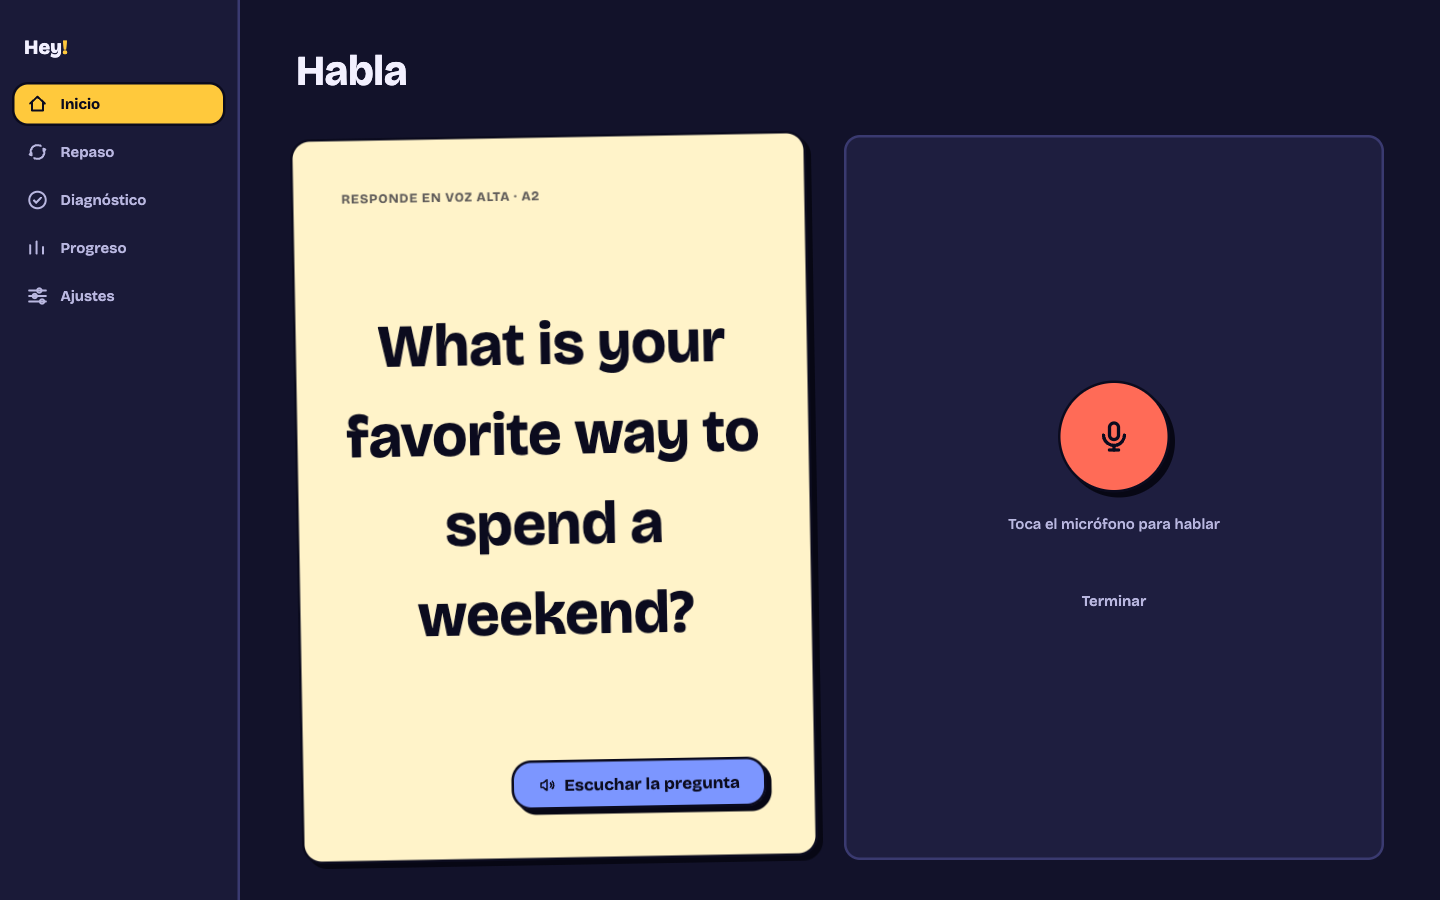 Hey!
Inicio
Repaso
Diagnóstico
Progreso
Ajustes
Habla
RESPONDE EN VOZ ALTA · A2
What is your
favorite way to
spend a
weekend?
Escuchar la pregunta
Toca el micrófono para hablar
Terminar